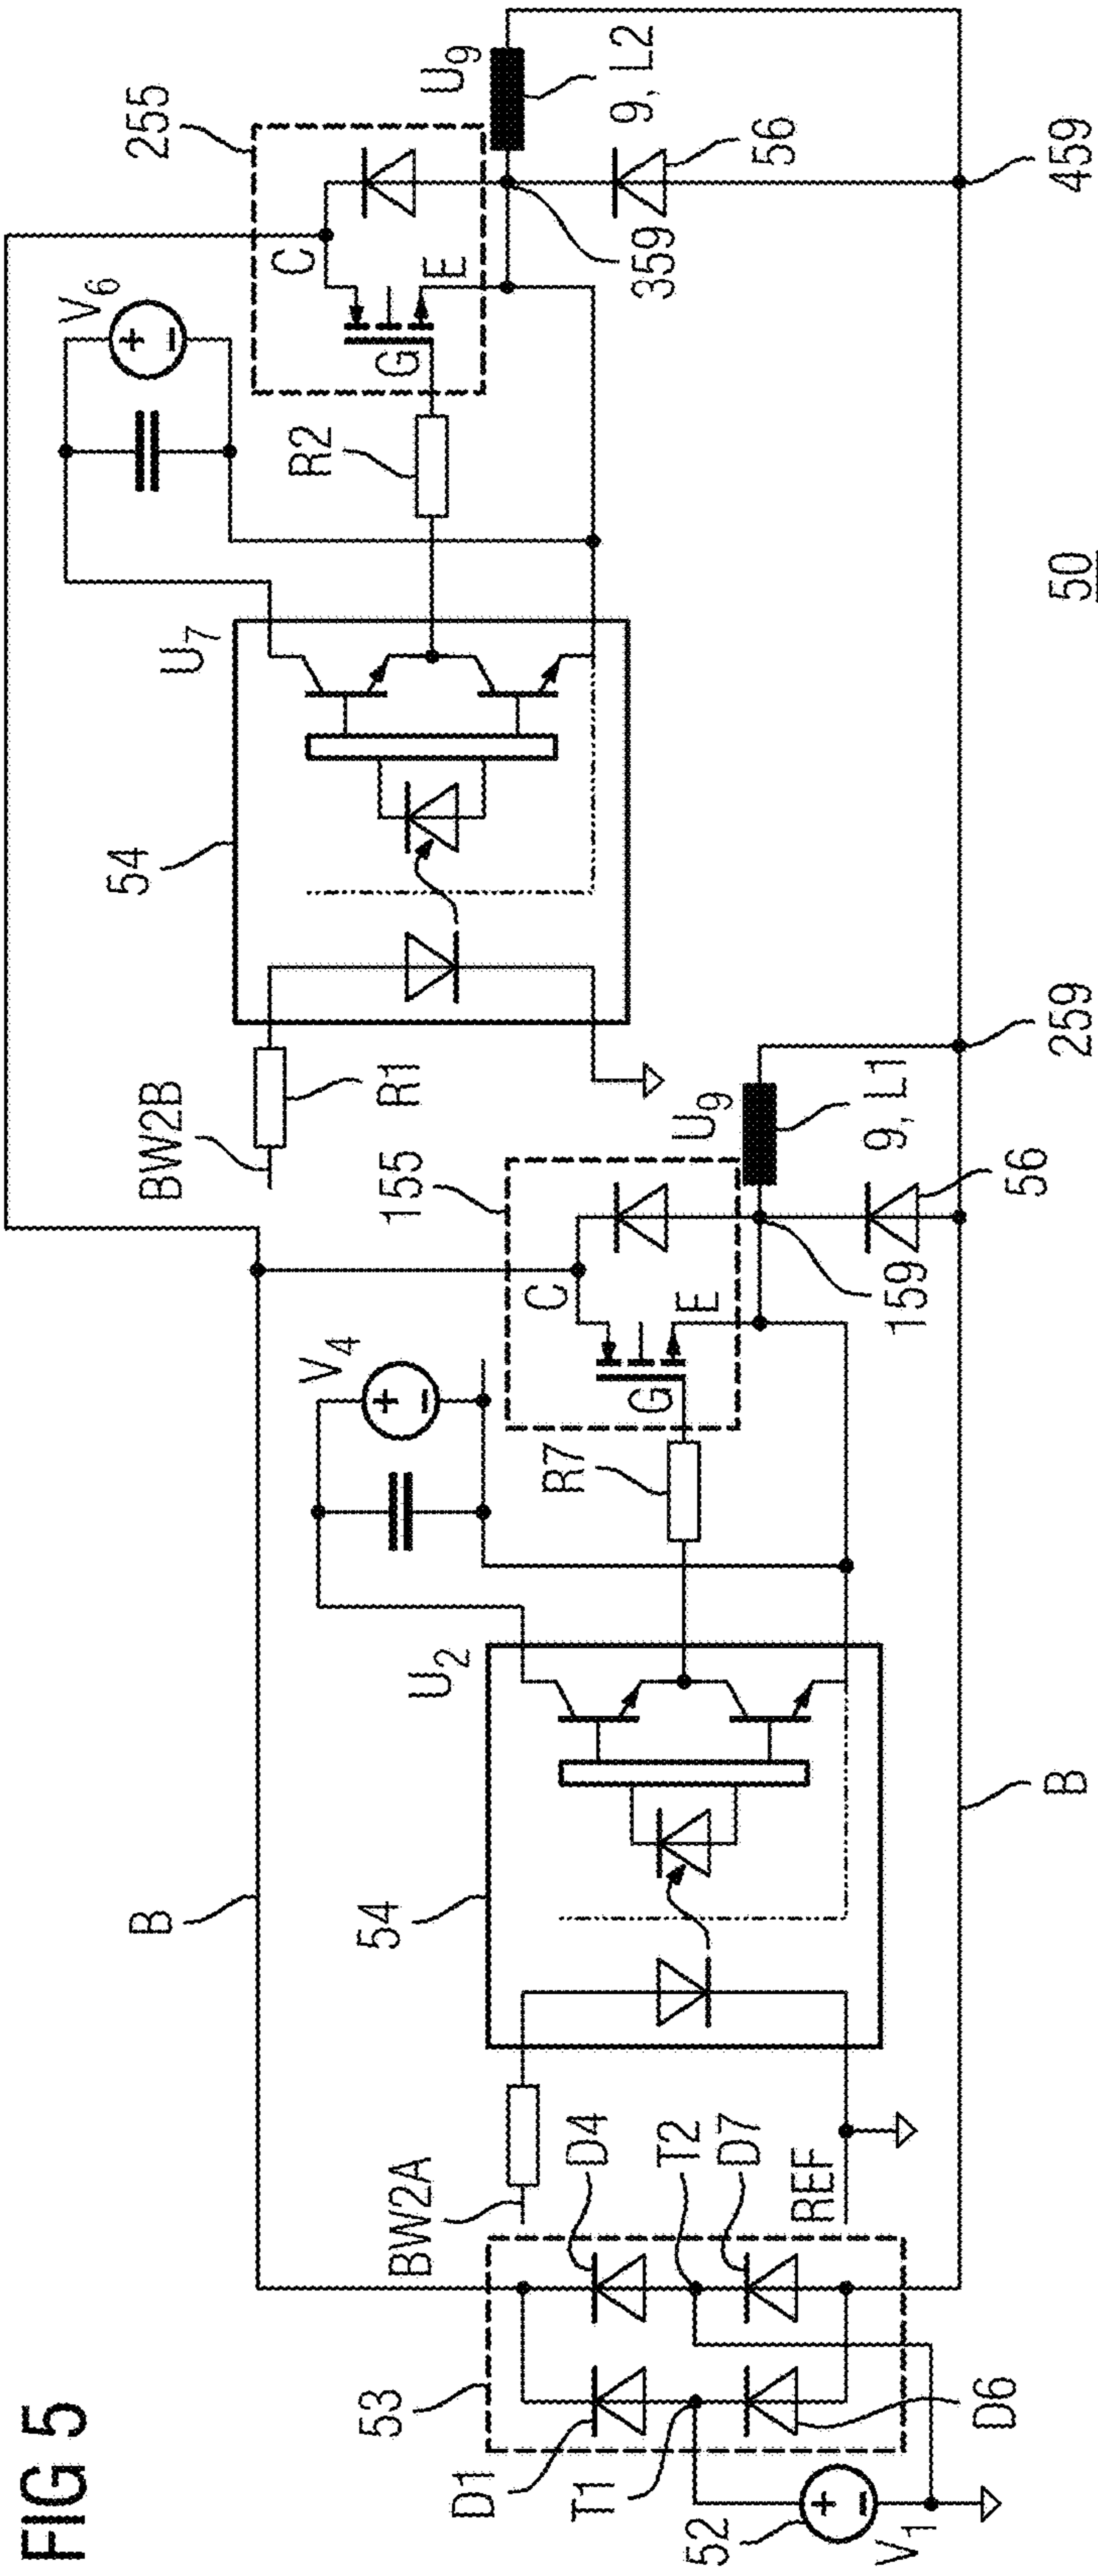 FIG 5
52
V1
53
D1
T1
D6
D4
T2
D7
REF
BW2A
B
B
54
U2
V4
R7
155
C
G
E
159
U9
9, L1
56
259
BW2B
R1
54
U7
V6
R2
255
C
G
E
359
U9
9, L2
56
459
50